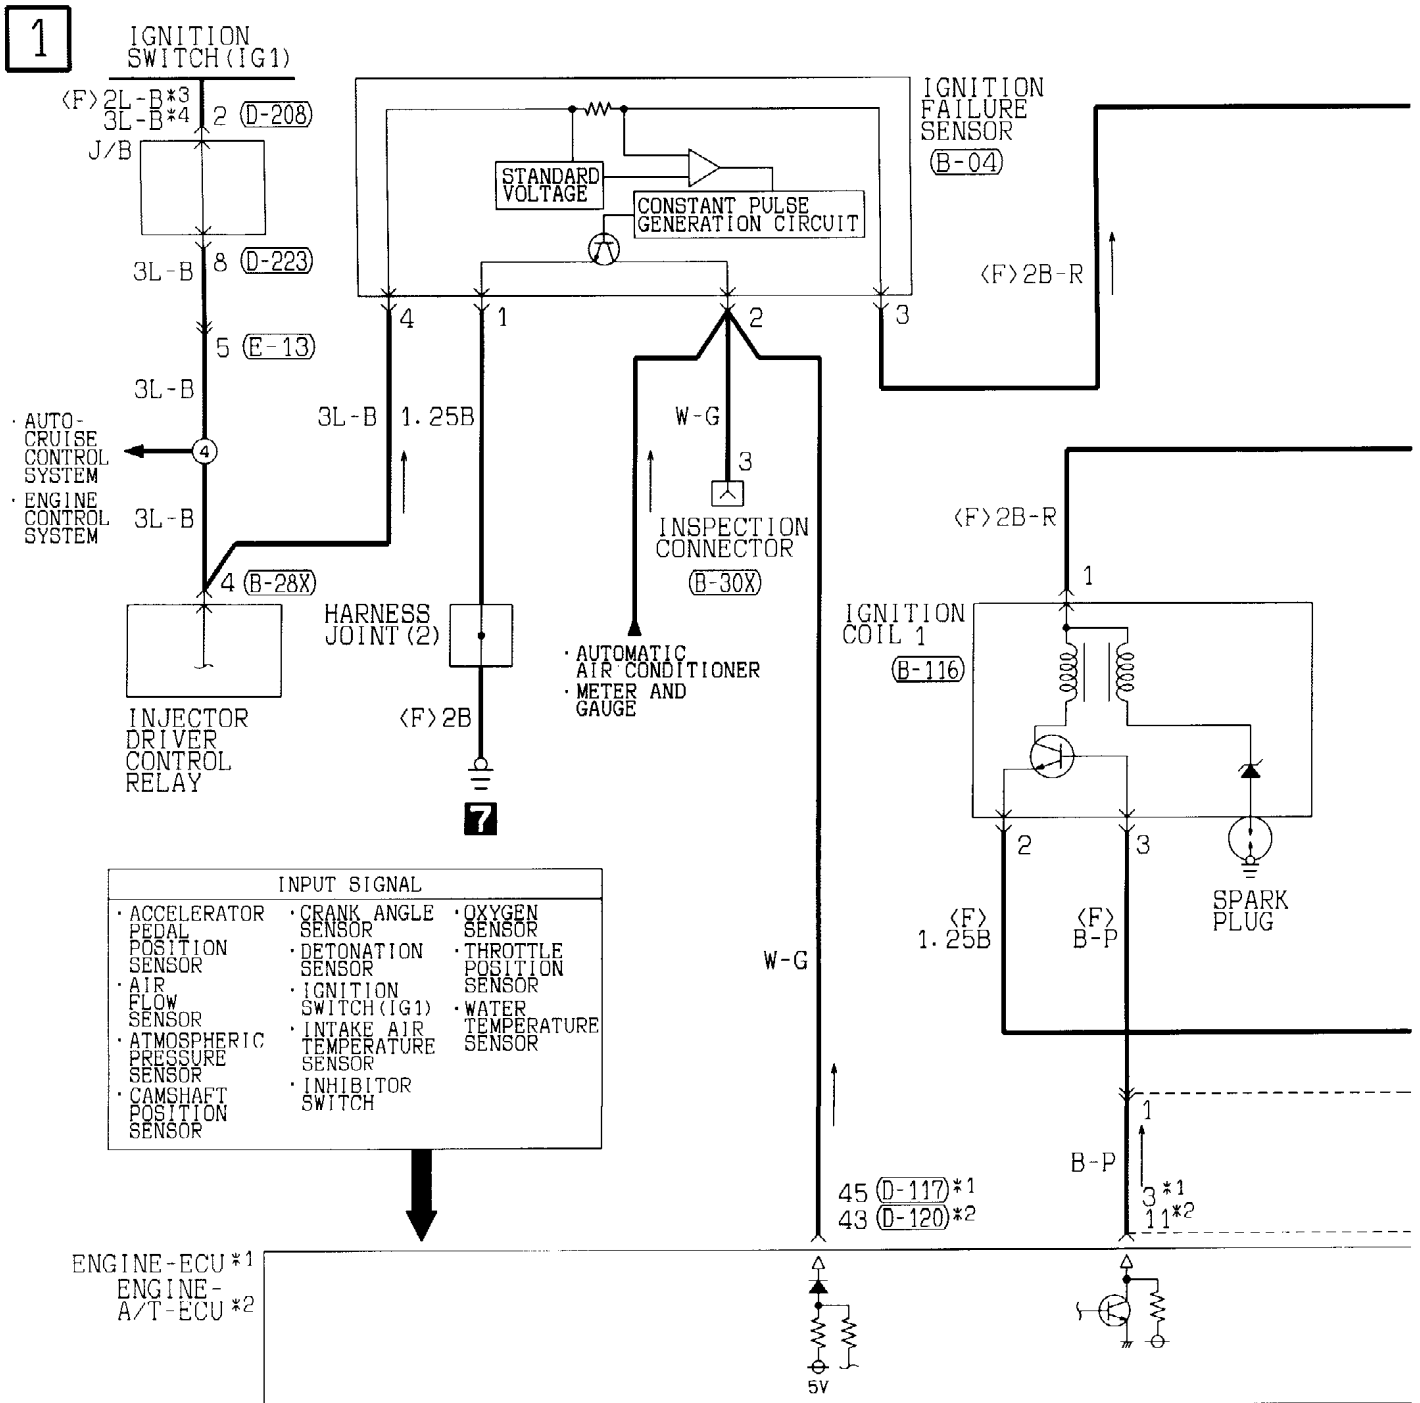 1
IGNITION
SWITCH(IG1)
<F>2L-B*3
3L-B*4
2 (D-208)
J/B
8 (D-223)
3L-B
5 (E-13)
3L-B
· AUTO-
CRUISE
CONTROL
SYSTEM
· ENGINE
CONTROL
SYSTEM
4
3L-B
4 (B-28X)
INJECTOR
DRIVER
CONTROL
RELAY
IGNITION
FAILURE
SENSOR
(B-04)
STANDARD
VOLTAGE
CONSTANT PULSE
GENERATION CIRCUIT
4
1
2
3
3L-B
1.25B
W-G
3
INSPECTION
CONNECTOR
(B-30X)
<F>2B-R
HARNESS
JOINT(2)
<F>2B
7
· AUTOMATIC
AIR CONDITIONER
· METER AND
GAUGE
<F>2B-R
1
IGNITION
COIL 1
(B-116)
2
3
SPARK
PLUG
<F>
1.25B
<F>
B-P
W-G
1
B-P
3*1
11*2
45 (D-117)*1
43 (D-120)*2
INPUT SIGNAL
· ACCELERATOR
PEDAL
POSITION
SENSOR
· AIR
FLOW
SENSOR
· ATMOSPHERIC
PRESSURE
SENSOR
· CAMSHAFT
POSITION
SENSOR
· CRANK ANGLE
SENSOR
· DETONATION
SENSOR
· IGNITION
SWITCH(IG1)
· INTAKE AIR
TEMPERATURE
SENSOR
· INHIBITOR
SWITCH
· OXYGEN
SENSOR
· THROTTLE
POSITION
SENSOR
· WATER
TEMPERATURE
SENSOR
ENGINE-ECU*1
ENGINE-
A/T-ECU*2
5V